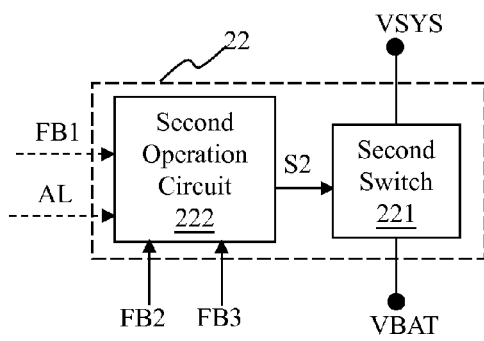 VSYS
22
FB1
AL
Second
Operation
Circuit
222
S2
Second
Switch
221
FB2
FB3
VBAT